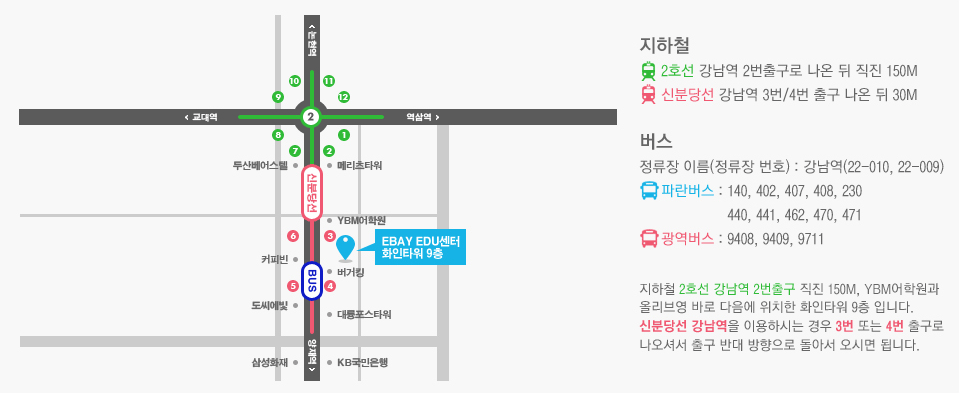 < 논현역
10
11
9
12
< 교대역
2
역삼역 >
8
1
7
2
두산베어스텔
메리츠타워
신분당선
YBM어학원
6
3
EBAY EDU센터
화인타워 9층
커피빈
버거킹
BUS
5
4
도씨에빛
대륭포스타워
양재역 >
삼성화재
KB국민은행
지하철
2호선 강남역 2번출구로 나온 뒤 직진 150M
신분당선 강남역 3번/4번 출구 나온 뒤 30M
버스
정류장 이름(정류장 번호) : 강남역(22-010, 22-009)
파란버스 : 140, 402, 407, 408, 230
440, 441, 462, 470, 471
광역버스 : 9408, 9409, 9711
지하철 2호선 강남역 2번출구 직진 150M, YBM어학원과
올리브영 바로 다음에 위치한 화인타워 9층 입니다.
신분당선 강남역을 이용하시는 경우 3번 또는 4번 출구로
나오셔서 출구 반대 방향으로 돌아서 오시면 됩니다.